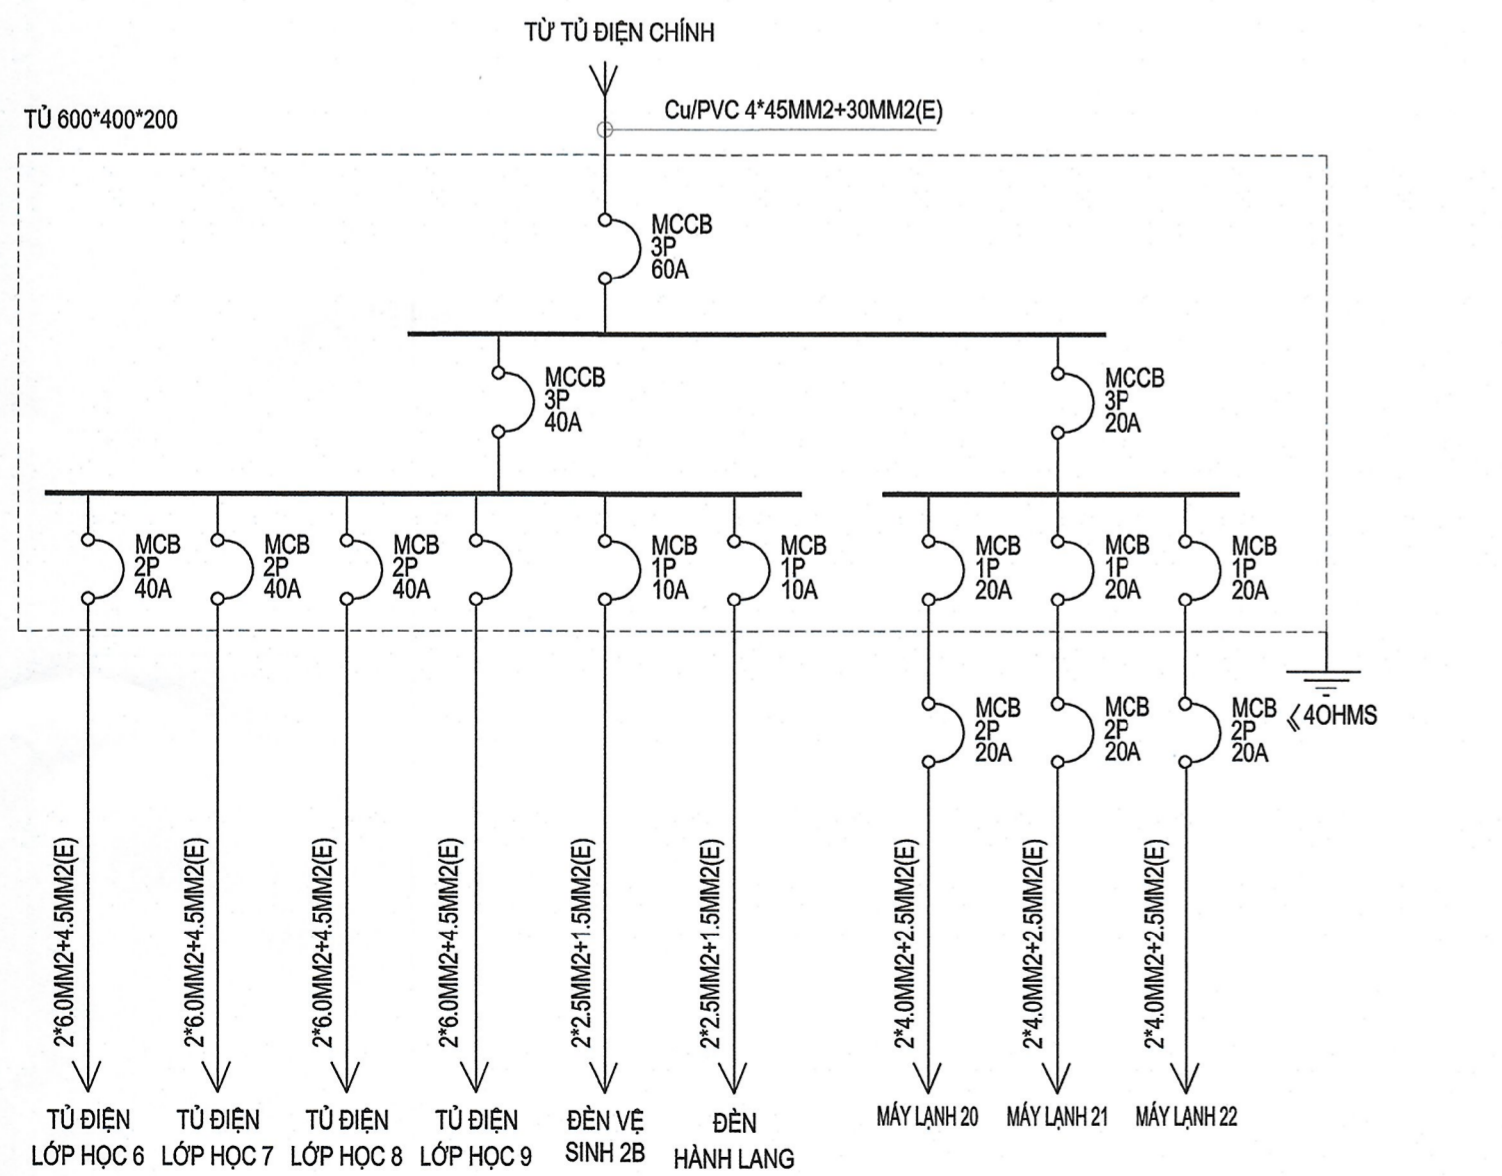 TỪ TỦ ĐIỆN CHÍNH
Cu/PVC 4*45MM2+30MM2(E)
TỦ 600*400*200
MCCB
3P
60A
MCCB
3P
40A
MCCB
3P
20A
MCB
2P
40A
MCB
2P
40A
MCB
2P
40A
MCB
1P
10A
MCB
1P
10A
MCB
1P
20A
MCB
1P
20A
MCB
1P
20A
MCB
2P
20A
MCB
2P
20A
MCB
2P
20A
≤4OHMS
2*6.0MM2+4.5MM2(E)
2*6.0MM2+4.5MM2(E)
2*6.0MM2+4.5MM2(E)
2*6.0MM2+4.5MM2(E)
2*2.5MM2+1.5MM2(E)
2*2.5MM2+1.5MM2(E)
2*4.0MM2+2.5MM2(E)
2*4.0MM2+2.5MM2(E)
2*4.0MM2+2.5MM2(E)
TỦ ĐIỆN
LỚP HỌC 6
TỦ ĐIỆN
LỚP HỌC 7
TỦ ĐIỆN
LỚP HỌC 8
TỦ ĐIỆN
LỚP HỌC 9
ĐÈN VỆ
SINH 2B
ĐÈN
HÀNH LANG
MÁY LẠNH 20
MÁY LẠNH 21
MÁY LẠNH 22